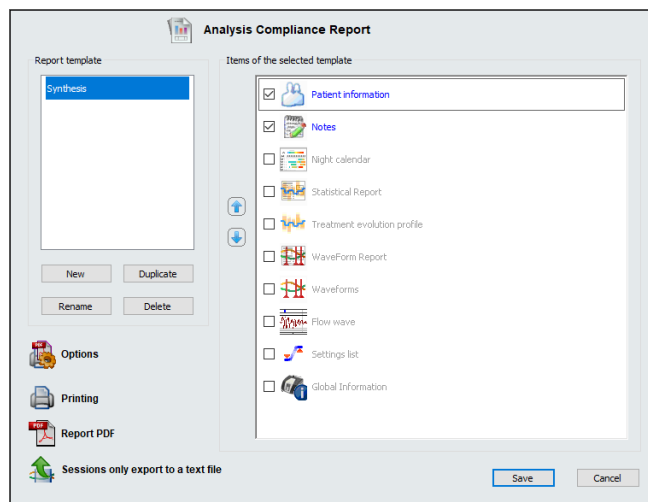 Analysis Compliance Report
Report template
Synthesis
New
Duplicate
Rename
Delete
Options
Printing
PDF
Report PDF
Sessions only export to a text file
Items of the selected template
Patient information
Notes
Night calendar
Statistical Report
Treatment evolution profile
WaveForm Report
Waveforms
Flow wave
Settings list
Global Information
Save
Cancel